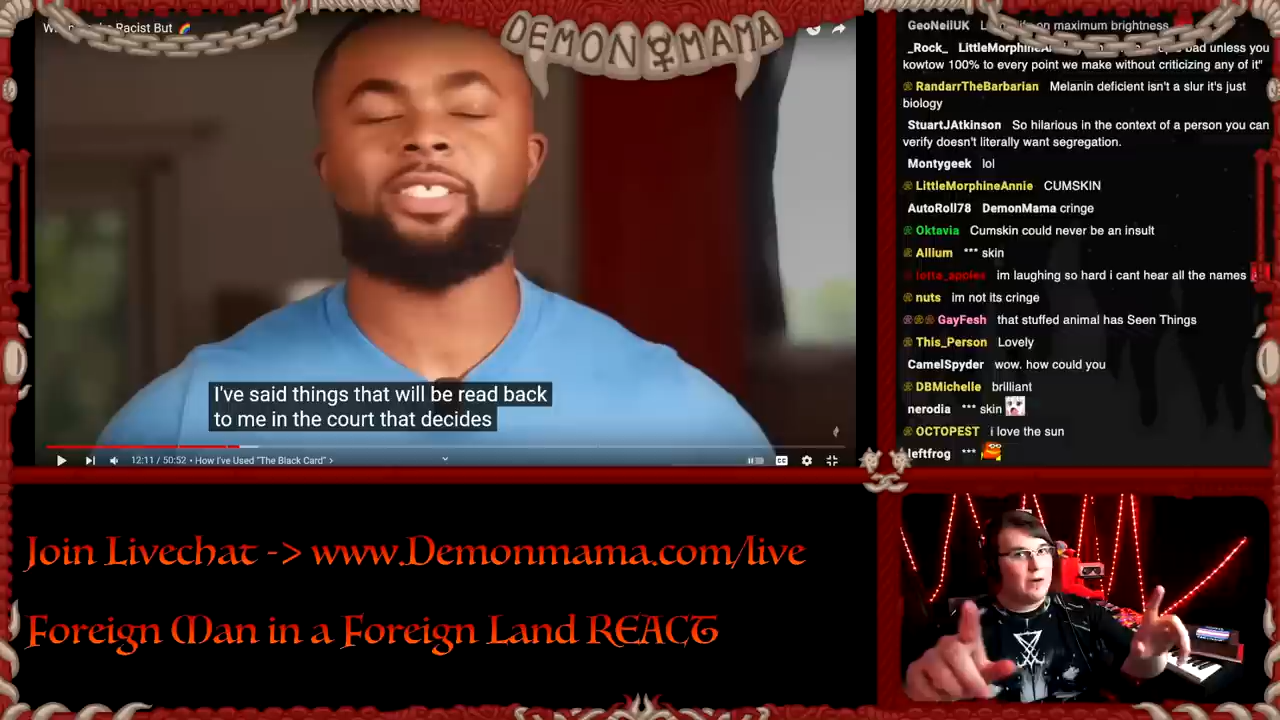 Racist But
DEMON MAMA
I've said things that will be read back
to me in the court that decides
12:11 / 50:52 • How I've Used "The Black Card" >
CC
Join Livechat -> www.Demonmama.com/live
Foreign Man in a Foreign Land REACT
GeoNeilUK on maximum brightness
_Rock_ bad unless you
kowtow 100% to every point we make without criticizing any of it"
RandarrTheBarbarian Melanin deficient isn't a slur it's just
biology
StuartJAtkinson So hilarious in the context of a person you can
verify doesn't literally want segregation.
Montygeek lol
LittleMorphineAnnie CUMSKIN
AutoRoll78 DemonMama cringe
Oktavia Cumskin could never be an insult
Allium *** skin
lotta_apples im laughing so hard i cant hear all the names
nuts im not its cringe
GayFesh that stuffed animal has Seen Things
This_Person Lovely
CamelSpyder wow. how could you
DBMichelle brilliant
nerodia *** skin
OCTOPEST i love the sun
leftfrog ***